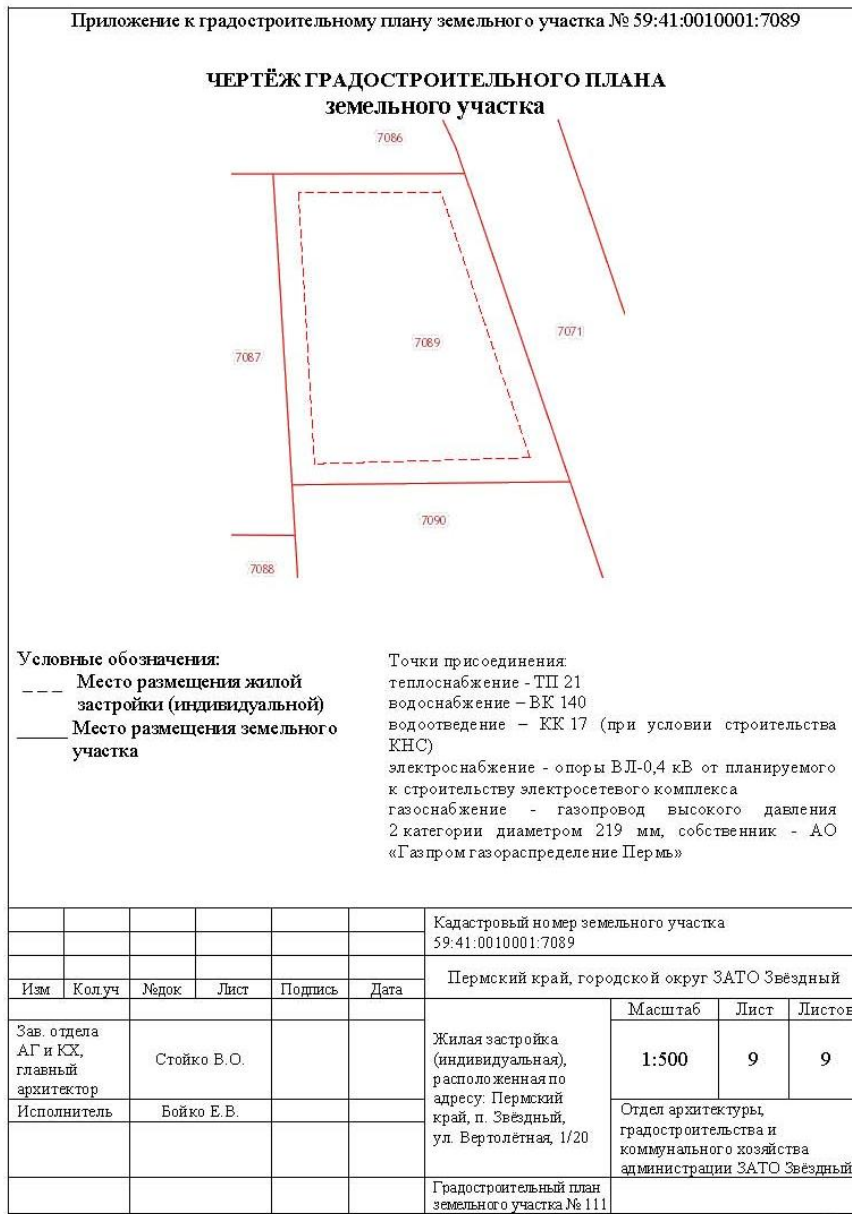 Приложение к градостроительному плану земельного участка № 59:41:0010001:7089
ЧЕРТЁЖ ГРАДОСТРОИТЕЛЬНОГО ПЛАНА
земельного участка
7086
7071
7089
7087
7090
7088
Условные обозначения:
_ _ _ Место размещения жилой
застройки (индивидуальной)
_____ Место размещения земельного
участка
Точки присоединения:
теплоснабжение - ТП 21
водоснабжение – ВК 140
водоотведение – КК 17 (при условии строительства
КНС)
электроснабжение - опоры ВЛ-0,4 кВ от планируемого
к строительству электросетевого комплекса
газоснабжение - газопровод высокого давления
2 категории диаметром 219 мм, собственник - АО
«Газпром газораспределение Пермь»
Кадастровый номер земельного участка
59:41:0010001:7089
Изм Кол.уч №док Лист Подпись Дата
Пермский край, городской округ ЗАТО Звёздный
Зав. отдела
АГ и КХ,
главный
архитектор
Стойко В.О.
Исполнитель Бойко Е.В.
Жилая застройка
(индивидуальная),
расположенная по
адресу: Пермский
край, п. Звёздный,
ул. Вертолётная, 1/20
Масштаб Лист Листов
1:500 9 9
Отдел архитектуры,
градостроительства и
коммунального хозяйства
администрации ЗАТО Звёздный
Градостроительный план
земельного участка № 111